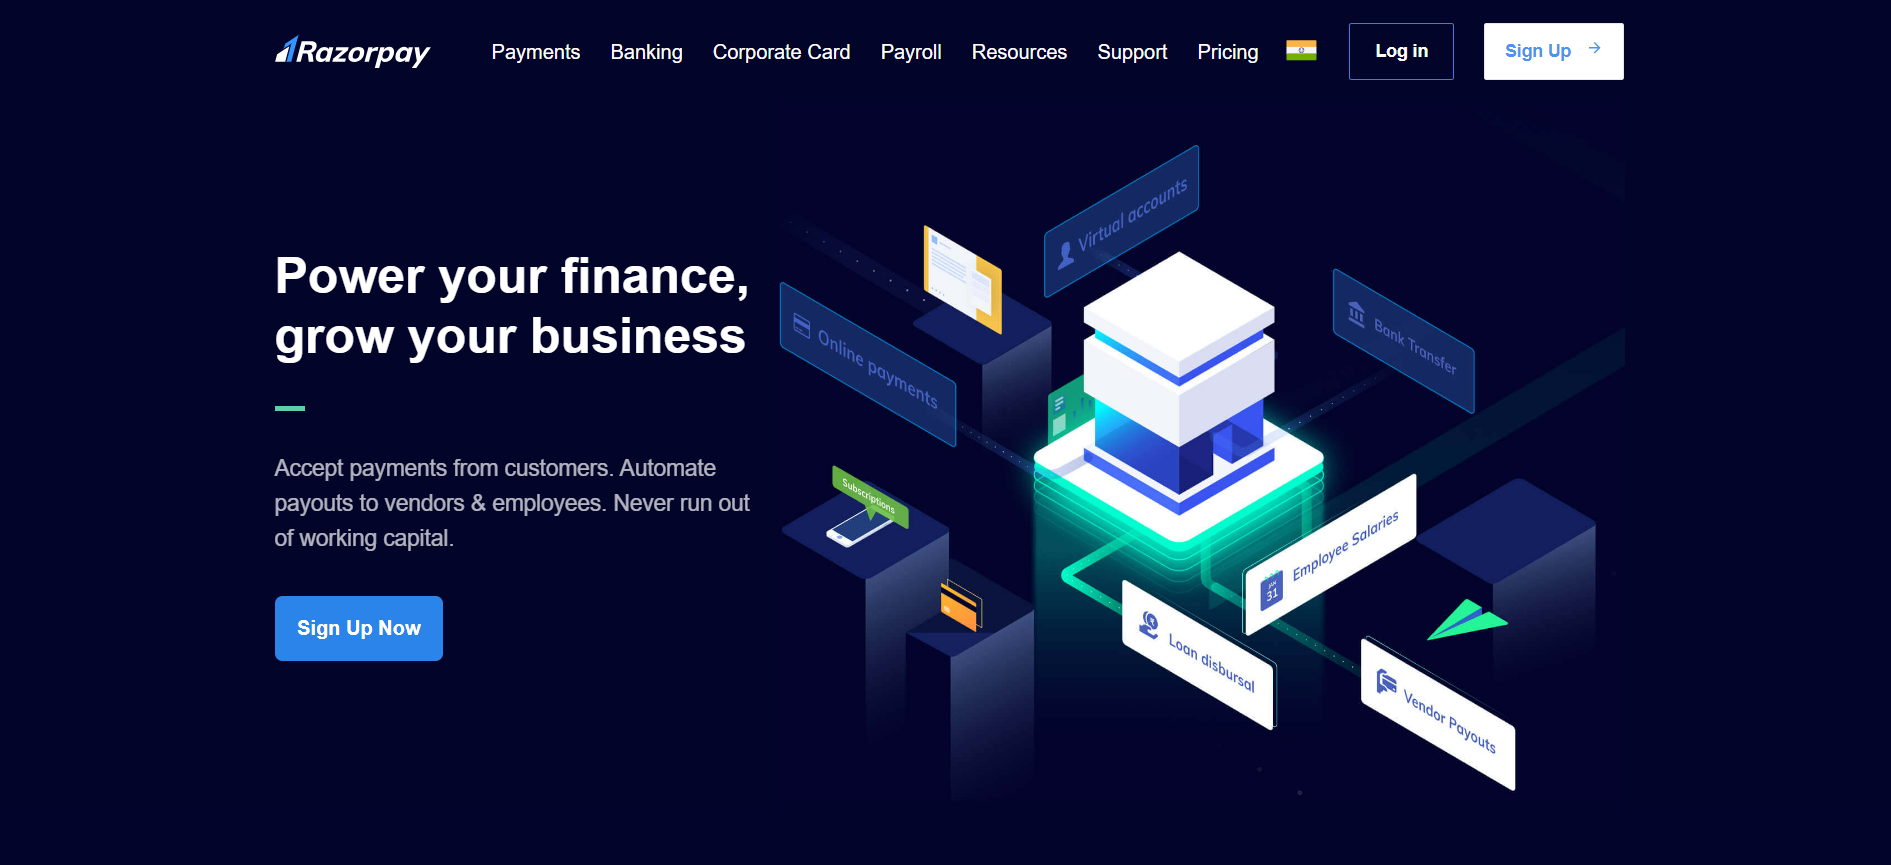 Razorpay
Payments
Banking
Corporate Card
Payroll
Resources
Support
Pricing
Log in
Sign Up
Power your finance,
grow your business
Accept payments from customers. Automate
payouts to vendors & employees. Never run out
of working capital.
Sign Up Now
Virtual accounts
Online payments
Bank Transfer
Subscriptions
JAN
31
Employee Salaries
Loan disbursal
Vendor Payouts